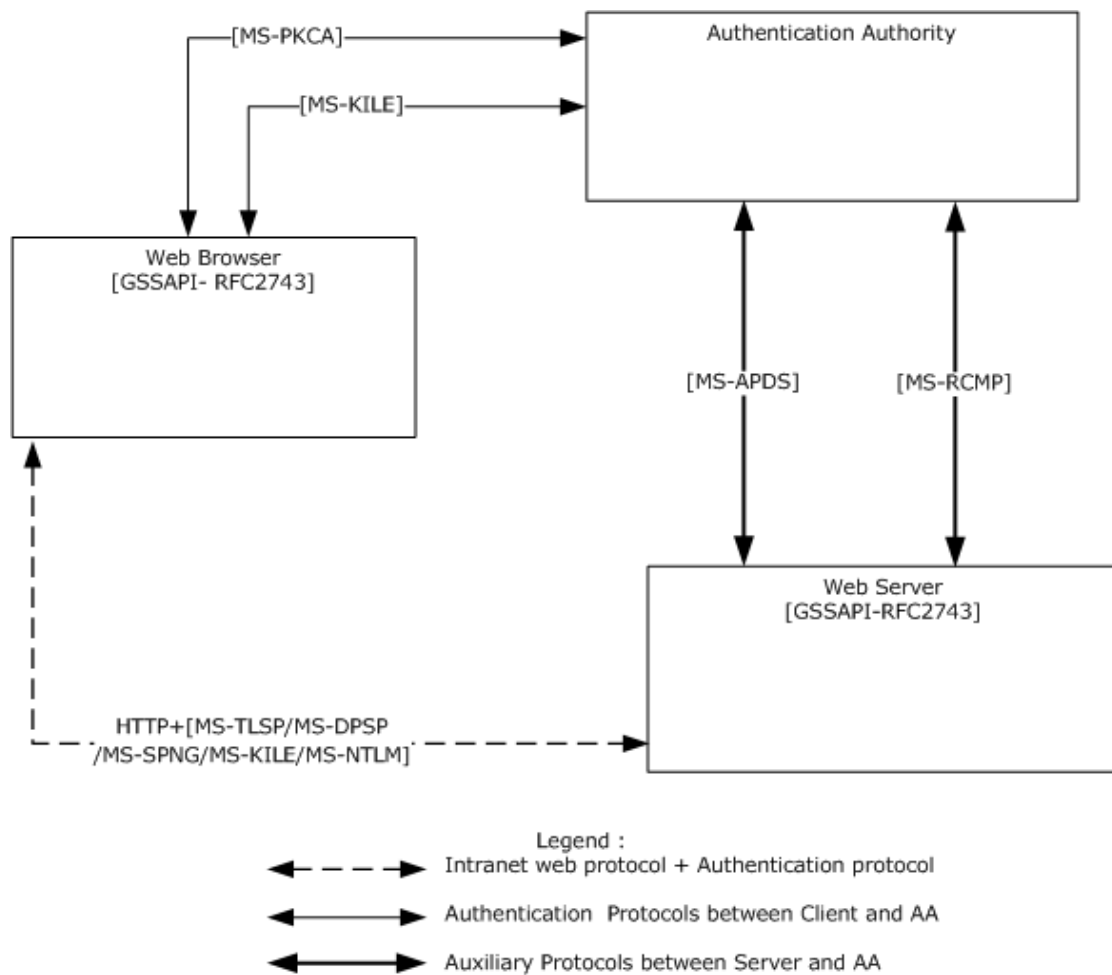 [MS-PKCA]
Authentication Authority
[MS-KILE]
Web Browser
[GSSAPI- RFC2743]
[MS-APDS]
[MS-RCMP]
Web Server
[GSSAPI-RFC2743]
HTTP+[MS-TLSP/MS-DPSP
/MS-SPNG/MS-KILE/MS-NTLM]
Legend :
Intranet web protocol + Authentication protocol
Authentication Protocols between Client and AA
Auxiliary Protocols between Server and AA